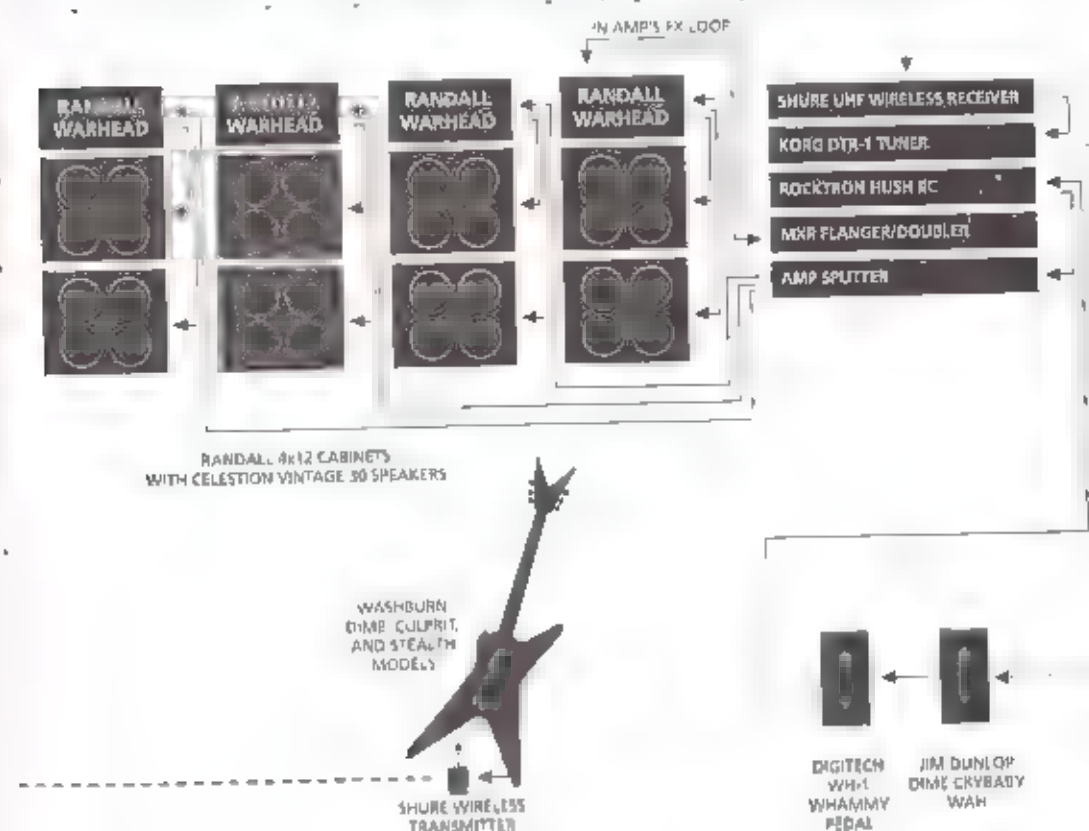 IN AMP'S FX LOOP
RANDALL
WARHEAD
RANDALL
WARHEAD
RANDALL
WARHEAD
RANDALL
WARHEAD
SHURE UHF WIRELESS RECEIVER
KORG DTR-1 TUNER
ROCKTRON HUSH IIC
MXR FLANGER/DOUBLER
AMP SPLITTER
RANDALL 4x12 CABINETS
WITH CELESTION VINTAGE 30 SPEAKERS
WASHBURN
DIME, CULPRIT,
AND STEALTH
MODELS
SHURE WIRELESS
TRANSMITTER
DIGITECH
WH-1
WHAMMY
PEDAL
JIM DUNLOP
DIME CRYBABY
WAH